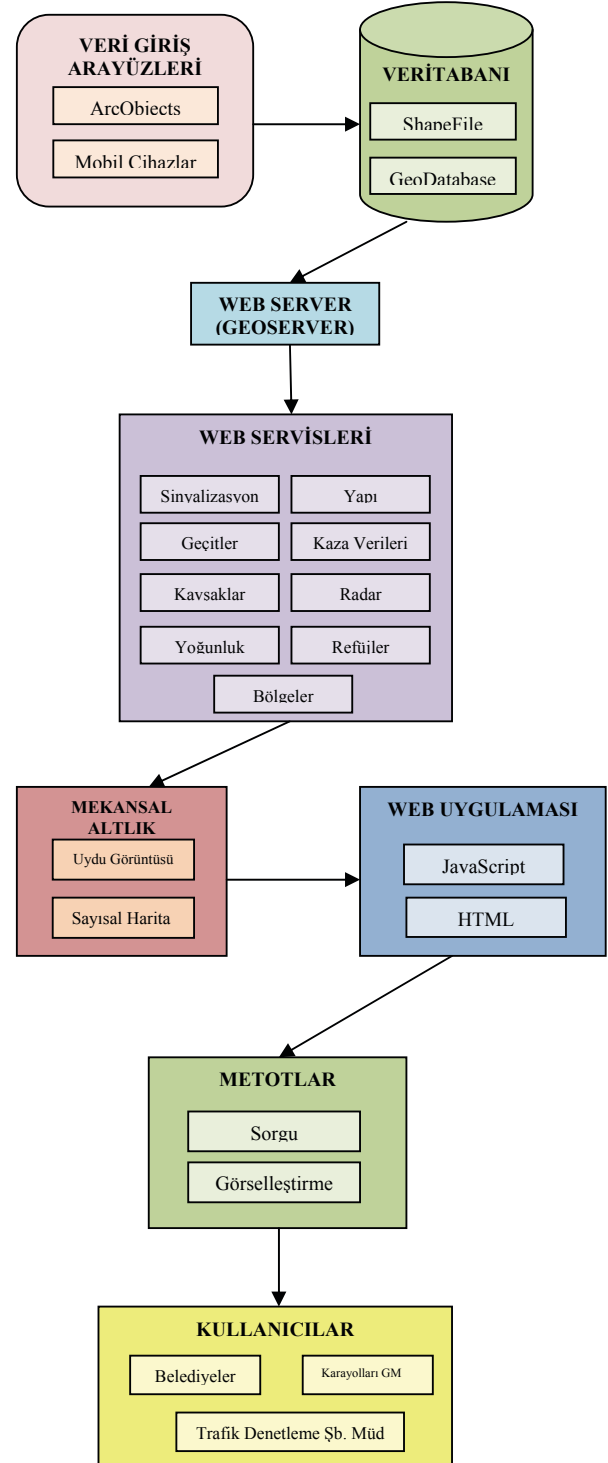 VERİ GİRİŞ
ARAYÜZLERİ
ArcObjects
Mobil Cihazlar
VERİTABANI
ShapeFile
GeoDatabase
WEB SERVER
(GEOSERVER)
WEB SERVİSLERİ
Sinyalizasyon
Yapı
Geçitler
Kaza Verileri
Kavşaklar
Radar
Yoğunluk
Refüjler
Bölgeler
MEKANSAL
ALTLIK
Uydu Görüntüsü
Sayısal Harita
WEB UYGULAMASI
JavaScript
HTML
METOTLAR
Sorgu
Görselleştirme
KULLANICILAR
Belediyeler
Karayolları GM
Trafik Denetleme Şb. Müd